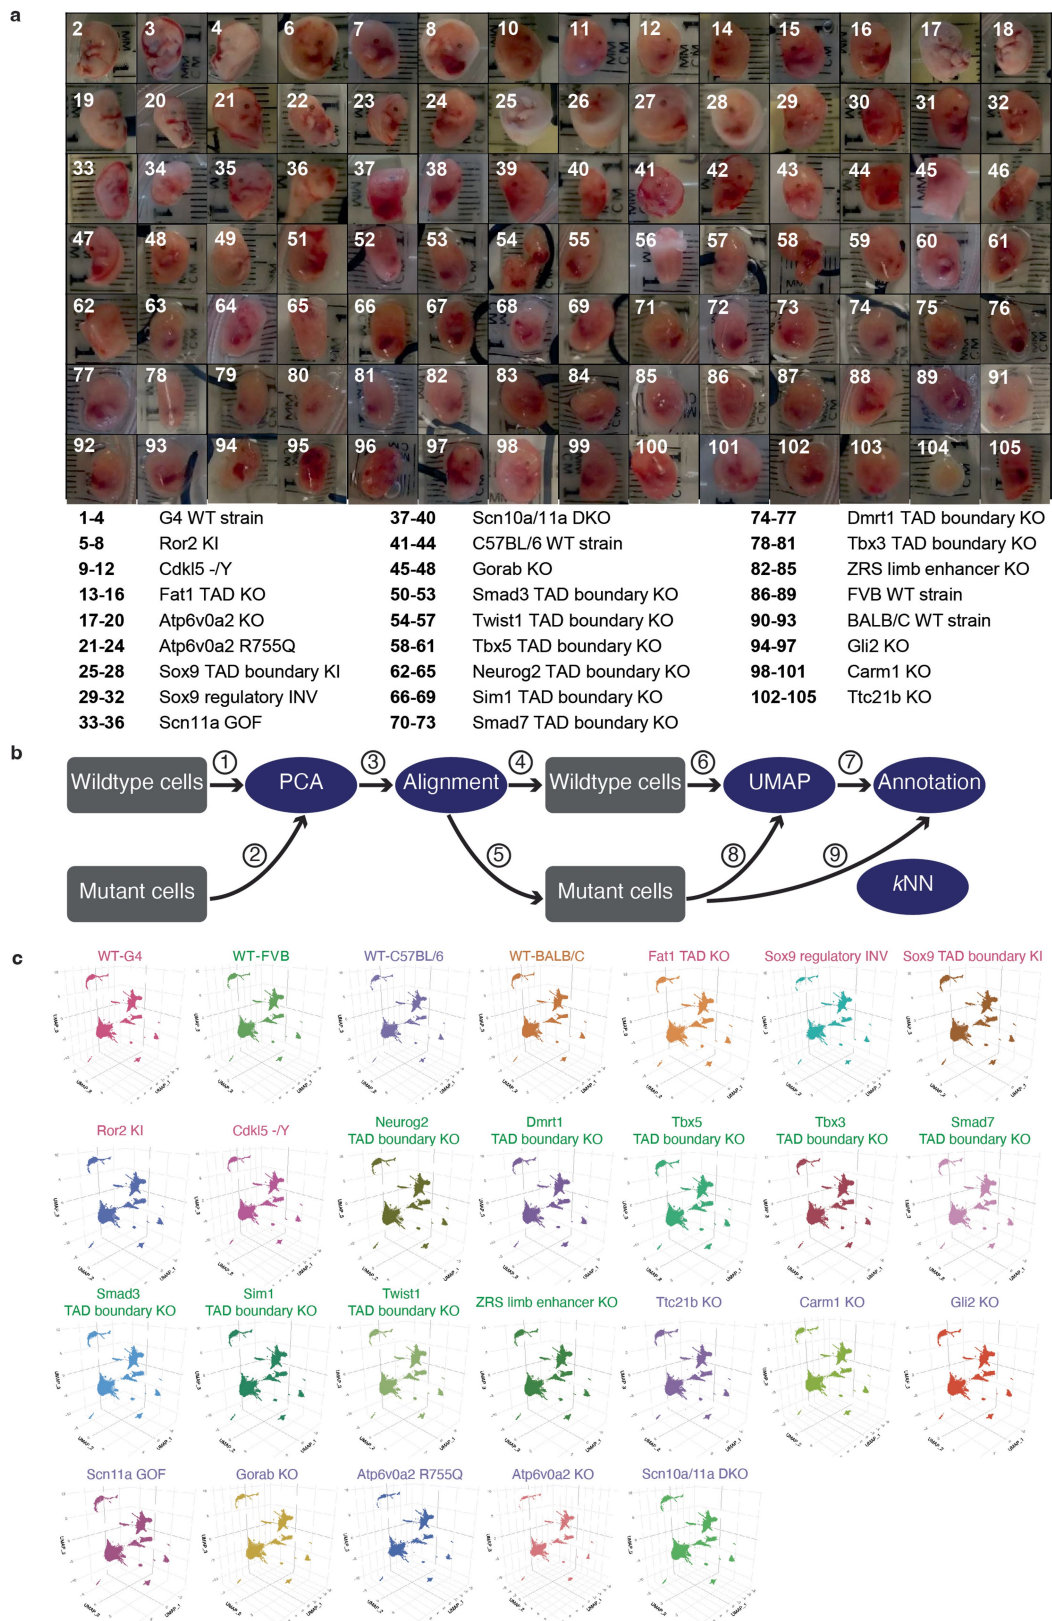 a
2 3 4 6 7 8 10 11 12 14 15 16 17 18
19 20 21 22 23 24 25 26 27 28 29 30 31 32
33 34 35 36 37 38 39 40 41 42 43 44 45 46
47 48 49 51 52 53 54 55 56 57 58 59 60 61
62 63 64 65 66 67 68 69 71 72 73 74 75 76
77 78 79 80 81 82 83 84 85 86 87 88 89 91
92 93 94 95 96 97 98 99 100 101 102 103 104 105
1-4 G4 WT strain
5-8 Ror2 KI
9-12 Cdkl5 -/Y
13-16 Fat1 TAD KO
17-20 Atp6v0a2 KO
21-24 Atp6v0a2 R755Q
25-28 Sox9 TAD boundary KI
29-32 Sox9 regulatory INV
33-36 Scn11a GOF
37-40 Scn10a/11a DKO
41-44 C57BL/6 WT strain
45-48 Gorab KO
50-53 Smad3 TAD boundary KO
54-57 Twist1 TAD boundary KO
58-61 Tbx5 TAD boundary KO
62-65 Neurog2 TAD boundary KO
66-69 Sim1 TAD boundary KO
70-73 Smad7 TAD boundary KO
74-77 Dmrt1 TAD boundary KO
78-81 Tbx3 TAD boundary KO
82-85 ZRS limb enhancer KO
86-89 FVB WT strain
90-93 BALB/C WT strain
94-97 Gli2 KO
98-101 Carm1 KO
102-105 Ttc21b KO
b
Wildtype cells ① PCA ③ Alignment ④ Wildtype cells ⑥ UMAP ⑦ Annotation
② ⑤ ⑧ ⑨
Mutant cells Mutant cells kNN
c
WT-G4 WT-FVB WT-C57BL/6 WT-BALB/C Fat1 TAD KO Sox9 regulatory INV Sox9 TAD boundary KI
Ror2 KI Cdkl5 -/Y
Neurog2
TAD boundary KO
Dmrt1
TAD boundary KO
Tbx5
TAD boundary KO
Tbx3
TAD boundary KO
Smad7
TAD boundary KO
Smad3
TAD boundary KO
Sim1
TAD boundary KO
Twist1
TAD boundary KO
ZRS limb enhancer KO Ttc21b KO Carm1 KO Gli2 KO
Scn11a GOF Gorab KO Atp6v0a2 R755Q Atp6v0a2 KO Scn10a/11a DKO